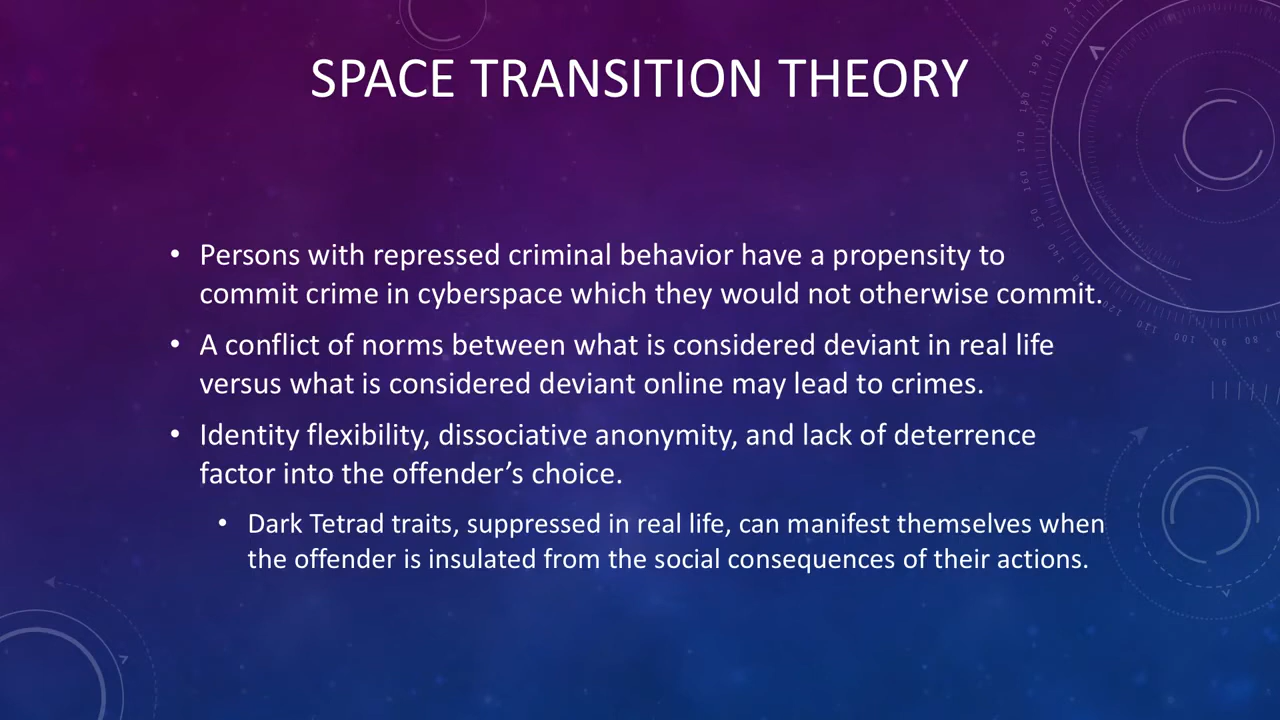 SPACE TRANSITION THEORY
• Persons with repressed criminal behavior have a propensity to
commit crime in cyberspace which they would not otherwise commit.
• A conflict of norms between what is considered deviant in real life
versus what is considered deviant online may lead to crimes.
• Identity flexibility, dissociative anonymity, and lack of deterrence
factor into the offender’s choice.
• Dark Tetrad traits, suppressed in real life, can manifest themselves when
the offender is insulated from the social consequences of their actions.